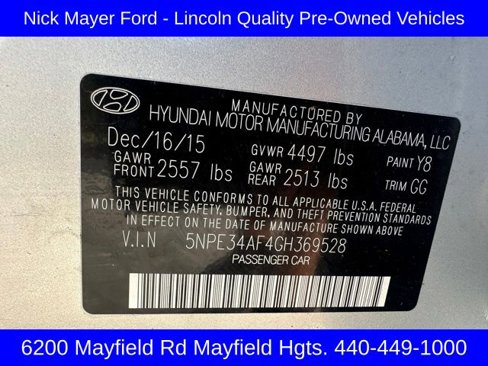 Nick Mayer Ford - Lincoln Quality Pre-Owned Vehicles
MANUFACTURED BY
HYUNDAI MOTOR MANUFACTURING ALABAMA, LLC
Dec/16/15 GVWR 4497 lbs PAINT Y8
GAWR FRONT 2557 lbs GAWR REAR 2513 lbs TRIM GG
THIS VEHICLE CONFORMS TO ALL APPLICABLE U.S.A. FEDERAL
MOTOR VEHICLE SAFETY, BUMPER, AND THEFT PREVENTION STANDARDS
IN EFFECT ON THE DATE OF MANUFACTURE SHOWN ABOVE.
V.I.N 5NPE34AF4GH369528
PASSENGER CAR
6200 Mayfield Rd Mayfield Hgts. 440-449-1000